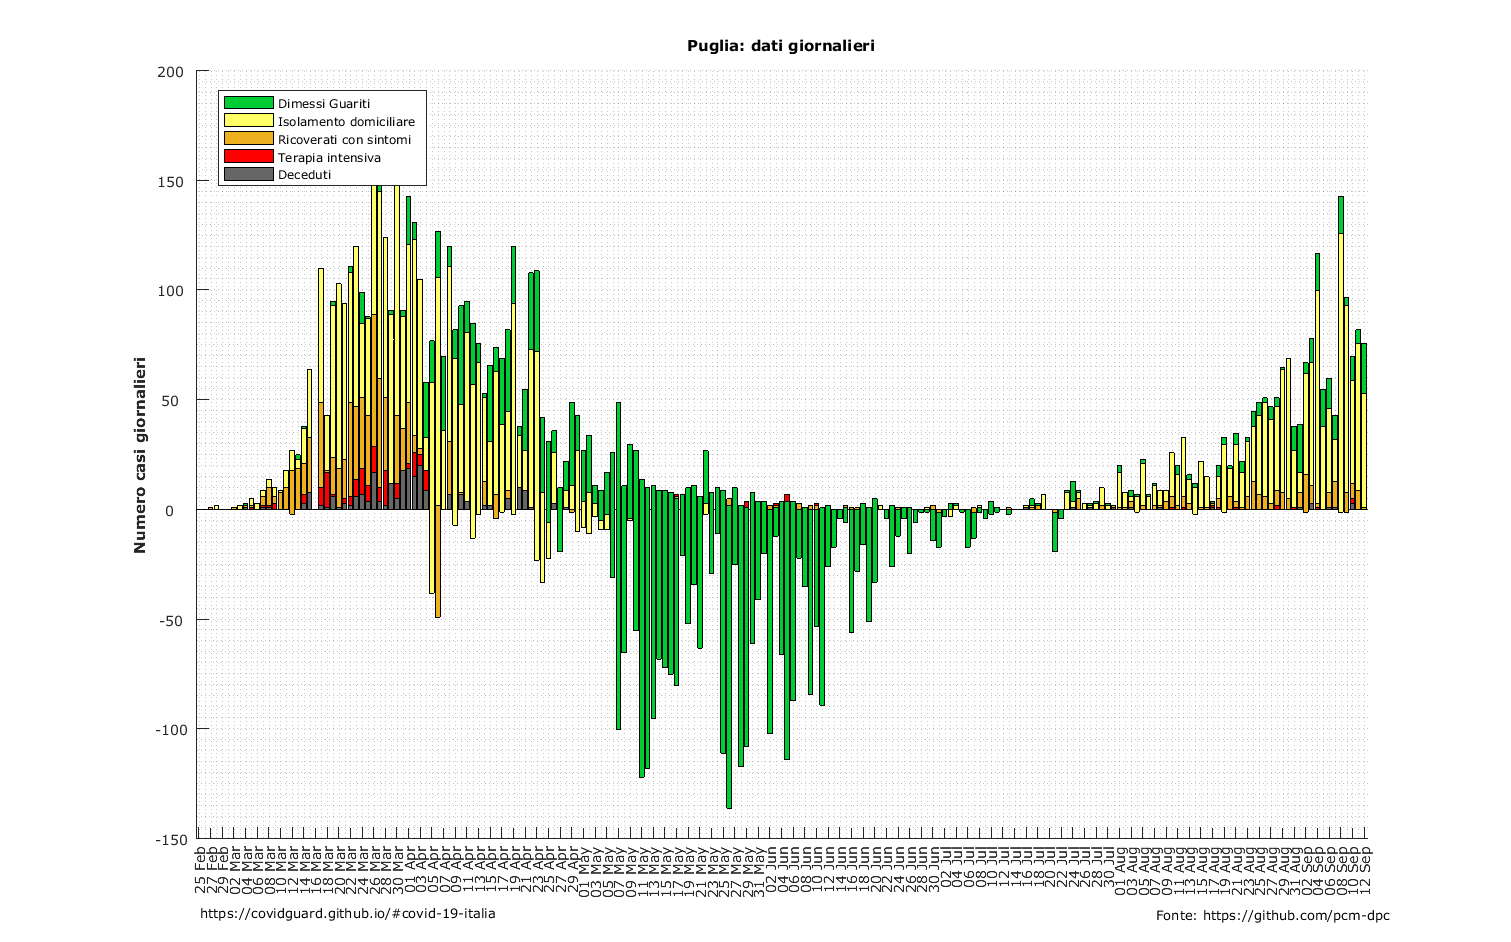 Puglia: dati giornalieri
200
150
100
50
0
-50
-100
-150
Numero casi giornalieri
Dimessi Guariti
Isolamento domiciliare
Ricoverati con sintomi
Terapia intensiva
Deceduti
25 Feb
27 Feb
29 Feb
02 Mar
04 Mar
06 Mar
08 Mar
10 Mar
12 Mar
14 Mar
16 Mar
18 Mar
20 Mar
22 Mar
24 Mar
26 Mar
28 Mar
30 Mar
01 Apr
03 Apr
05 Apr
07 Apr
09 Apr
11 Apr
13 Apr
15 Apr
17 Apr
19 Apr
21 Apr
23 Apr
25 Apr
27 Apr
29 Apr
01 May
03 May
05 May
07 May
09 May
11 May
13 May
15 May
17 May
19 May
21 May
23 May
25 May
27 May
29 May
31 May
02 Jun
04 Jun
06 Jun
08 Jun
10 Jun
12 Jun
14 Jun
16 Jun
18 Jun
20 Jun
22 Jun
24 Jun
26 Jun
28 Jun
30 Jun
02 Jul
04 Jul
06 Jul
08 Jul
10 Jul
12 Jul
14 Jul
16 Jul
18 Jul
20 Jul
22 Jul
24 Jul
26 Jul
28 Jul
30 Jul
01 Aug
03 Aug
05 Aug
07 Aug
09 Aug
11 Aug
13 Aug
15 Aug
17 Aug
19 Aug
21 Aug
23 Aug
25 Aug
27 Aug
29 Aug
31 Aug
02 Sep
04 Sep
06 Sep
08 Sep
10 Sep
12 Sep
https://covidguard.github.io/#covid-19-italia
Fonte: https://github.com/pcm-dpc